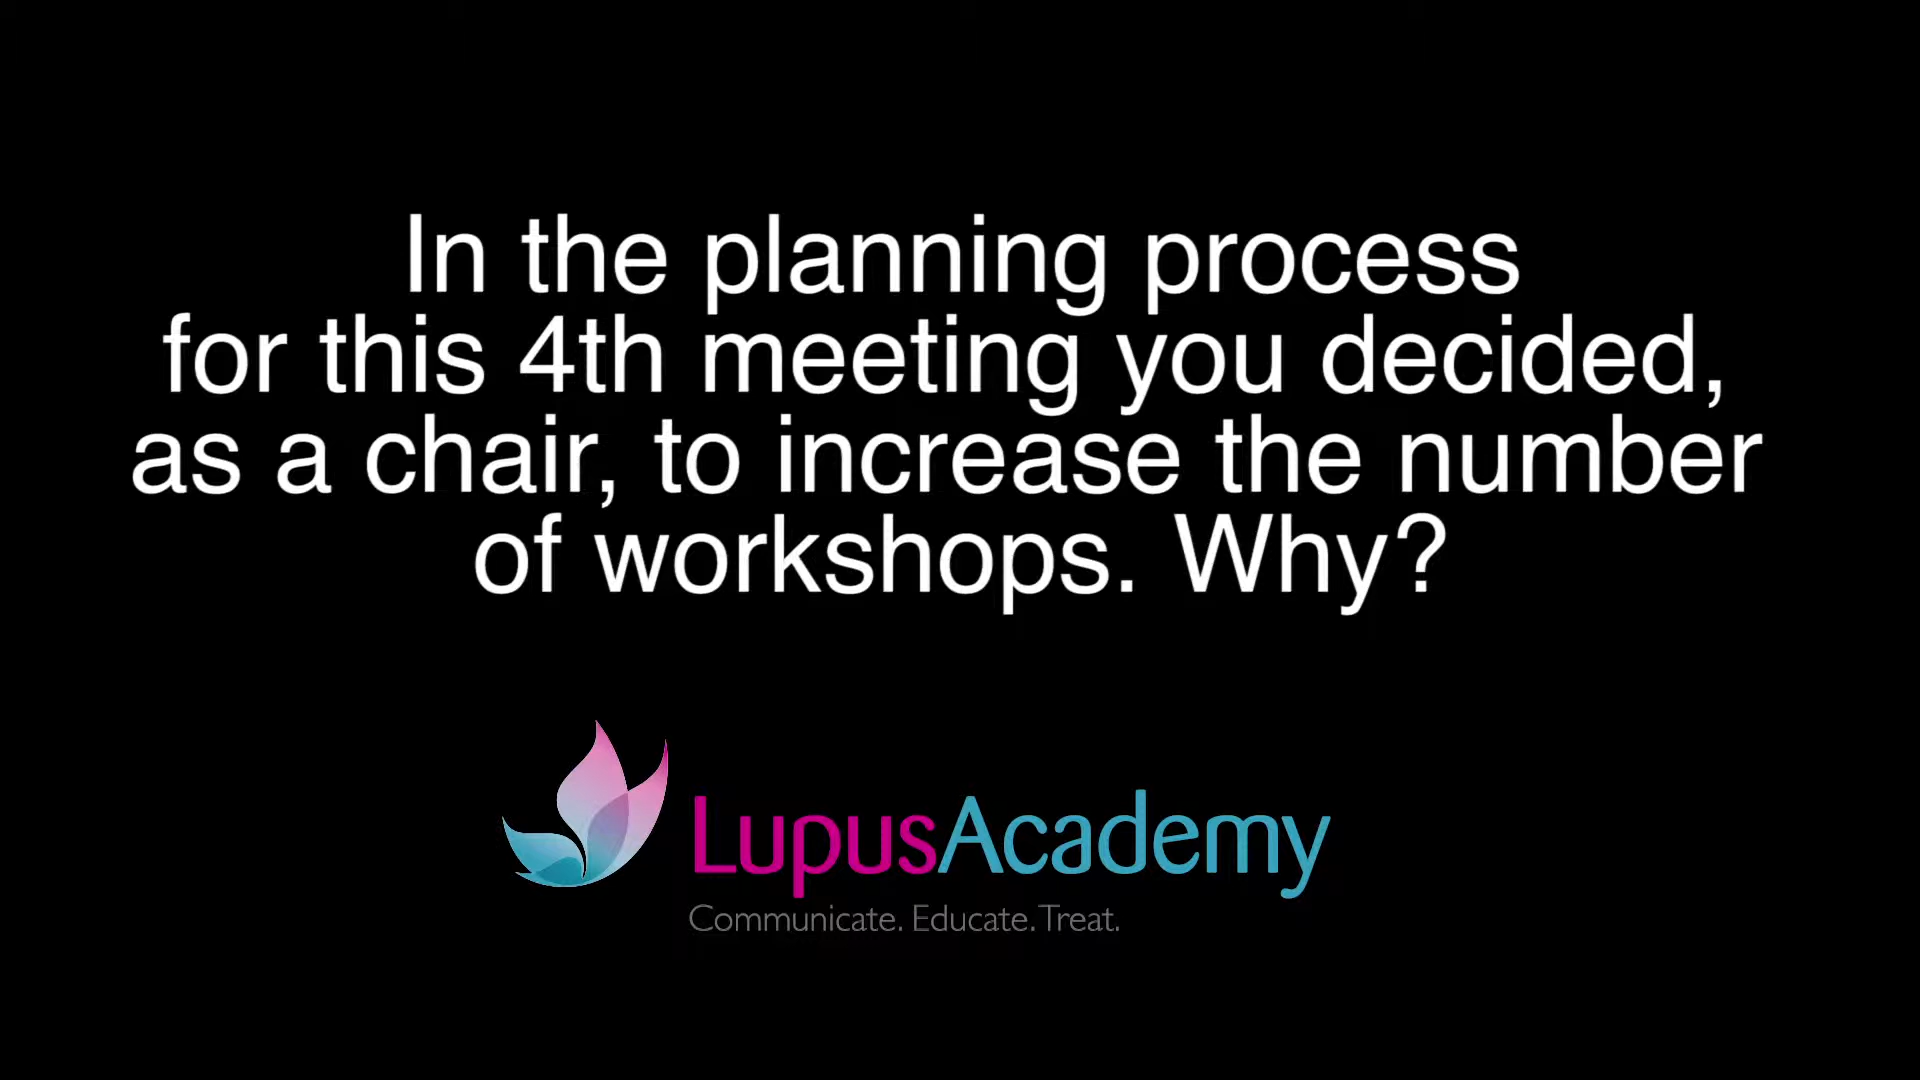 In the planning process
for this 4th meeting you decided,
as a chair, to increase the number
of workshops. Why?
LupusAcademy
Communicate. Educate. Treat.